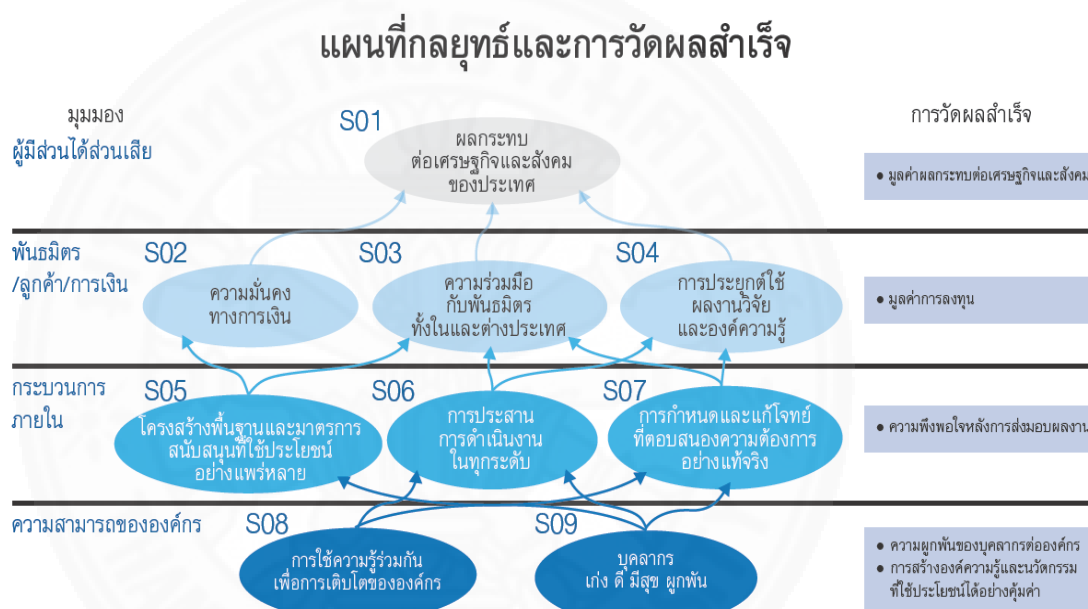 แผนที่กลยุทธ์และการวัดผลสำเร็จ
มุมมอง
การวัดผลสำเร็จ
ผู้มีส่วนได้ส่วนเสีย
S01
ผลกระทบ
ต่อเศรษฐกิจและสังคม
ของประเทศ
● มูลค่าผลกระทบต่อเศรษฐกิจและสังคม
พันธมิตร
/ลูกค้า/การเงิน
S02
ความมั่นคง
ทางการเงิน
S03
ความร่วมมือ
กับพันธมิตร
ทั้งในและต่างประเทศ
S04
การประยุกต์ใช้
ผลงานวิจัย
และองค์ความรู้
● มูลค่าการลงทุน
กระบวนการ
ภายใน
S05
โครงสร้างพื้นฐานและมาตรการ
สนับสนุนที่ใช้ประโยชน์
อย่างแพร่หลาย
S06
การประสาน
การดำเนินงาน
ในทุกระดับ
S07
การกำหนดและแก้โจทย์
ที่ตอบสนองความต้องการ
อย่างแท้จริง
● ความพึงพอใจหลังการส่งมอบผลงาน
ความสามารถขององค์กร
S08
การใช้ความรู้ร่วมกัน
เพื่อการเติบโตขององค์กร
S09
บุคลากร
เก่ง ดี มีสุข ผูกพัน
● ความผูกพันของบุคลากรต่อองค์กร
● การสร้างองค์ความรู้และนวัตกรรม
ที่ใช้ประโยชน์ได้อย่างคุ้มค่า